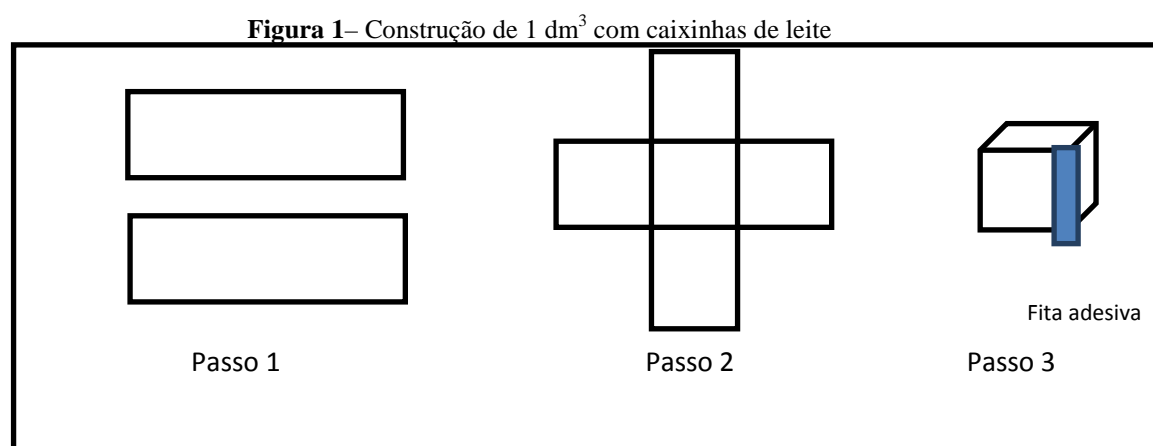 Figura 1– Construção de 1 dm³ com caixinhas de leite
Fita adesiva
Passo 1
Passo 2
Passo 3